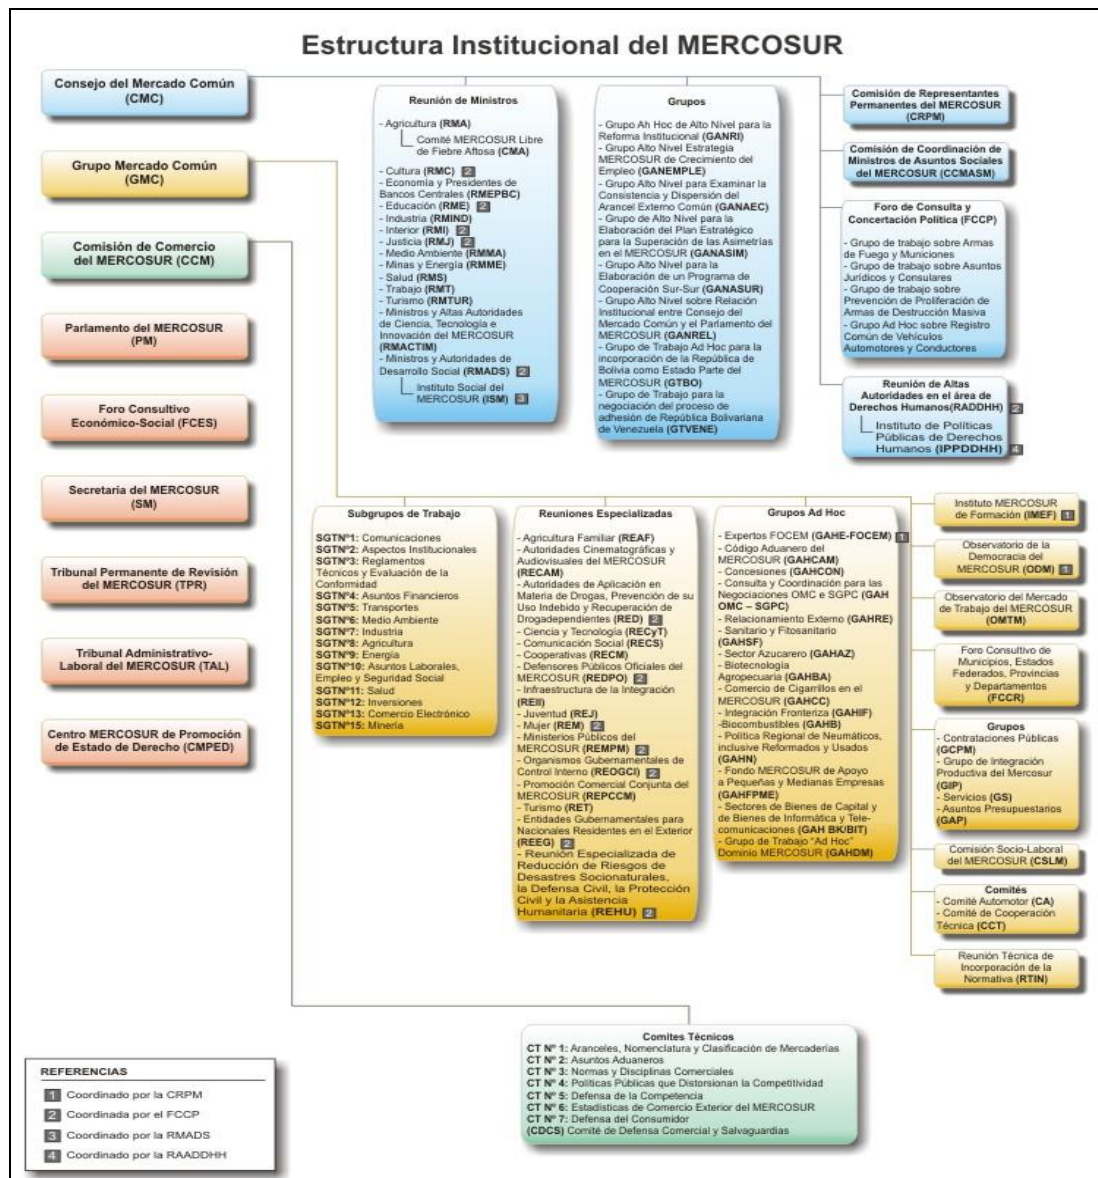 Estructura Institucional del MERCOSUR
Consejo del Mercado Común
(CMC)
Grupo Mercado Común
(GMC)
Comisión de Comercio
del MERCOSUR (CCM)
Parlamento del MERCOSUR
(PM)
Foro Consultivo
Económico-Social (FCES)
Secretaria del MERCOSUR
(SM)
Tribunal Permanente de Revisión
del MERCOSUR (TPR)
Tribunal Administrativo-
Laboral del MERCOSUR (TAL)
Centro MERCOSUR de Promoción
de Estado de Derecho (CMPED)
Reunión de Ministros
- Agricultura (RMA)
Comité MERCOSUR Libre
de Fiebre Aftosa (CMA)
- Cultura (RMC) 2
- Economía y Presidentes de
Bancos Centrales (RMEPBC)
- Educación (RME) 2
- Industria (RMIND)
- Interior (RMI) 2
- Justicia (RMJ) 2
- Medio Ambiente (RMMA)
- Minas y Energía (RMME)
- Salud (RMS)
- Trabajo (RMT)
- Turismo (RMTUR)
- Ministros y Altas Autoridades
de Ciencia, Tecnología e
Innovación del MERCOSUR
(RMACTIM)
- Ministros y Autoridades de
Desarrollo Social (RMADS) 2
Instituto Social del
MERCOSUR (ISM) 3
Grupos
- Grupo Ah Hoc de Alto Nível para la
Reforma Institucional (GANRI)
- Grupo Alto Nivel Estrategia
MERCOSUR de Crecimiento del
Empleo (GANEMPLE)
- Grupo Alto Nivel para Examinar la
Consistencia y Dispersión del
Arancel Externo Común (GANAEC)
- Grupo de Alto Nivel para la
Elaboración del Plan Estratégico
para la Superación de las Asimetrías
en el MERCOSUR (GANASIM)
- Grupo Alto Nivel para la
Elaboración de un Programa de
Cooperación Sur-Sur (GANASUR)
- Grupo Alto Nivel sobre Relación
Institucional entre Consejo del
Mercado Común y el Parlamento del
MERCOSUR (GANREL)
- Grupo de Trabajo Ad Hoc para la
incorporación de la República de
Bolivia como Estado Parte del
MERCOSUR (GTBO)
- Grupo de Trabajo para la
negociación del proceso de
adhesión de República Bolivariana
de Venezuela (GTVENE)
Comisión de Representantes
Permanentes del MERCOSUR
(CRPM)
Comisión de Coordinación de
Ministros de Asuntos Sociales
del MERCOSUR (CCMASM)
Foro de Consulta y
Concertación Política (FCCP)
- Grupo de trabajo sobre Armas
de Fuego y Municiones
- Grupo de trabajo sobre Asuntos
Jurídicos y Consulares
- Grupo de trabajo sobre
Prevención de Proliferación de
Armas de Destrucción Masiva
- Grupo Ad Hoc sobre Registro
Común de Vehículos
Automotores y Conductores
Reunión de Altas
Autoridades en el área de
Derechos Humanos(RADDHH) 2
Instituto de Políticas
Públicas de Derechos
Humanos (IPPDDHH) 4
Subgrupos de Trabajo
SGTNº1: Comunicaciones
SGTNº2: Aspectos Institucionales
SGTNº3: Reglamentos
Técnicos y Evaluación de la
Conformidad
SGTNº4: Asuntos Financieros
SGTNº5: Transportes
SGTNº6: Medio Ambiente
SGTNº7: Industria
SGTNº8: Agricultura
SGTNº9: Energía
SGTNº10: Asuntos Laborales,
Empleo y Seguridad Social
SGTNº11: Salud
SGTNº12: Inversiones
SGTNº13: Comercio Electrónico
SGTNº15: Minería
Reuniones Especializadas
- Agricultura Familiar (REAF)
- Autoridades Cinematográficas y
Audiovisuales del MERCOSUR
(RECAM)
- Autoridades de Aplicación en
Materia de Drogas, Prevención de su
Uso Indebido y Recuperación de
Drogadependientes (RED) 2
- Ciencia y Tecnología (RECyT)
- Comunicación Social (RECS)
- Cooperativas (RECM)
- Defensores Públicos Oficiales del
MERCOSUR (REDPO) 2
- Infraestructura de la Integración
(REII)
- Juventud (REJ)
- Mujer (REM) 2
- Ministerios Públicos del
MERCOSUR (REMPM) 2
- Organismos Gubernamentales de
Control Interno (REOGCI) 2
- Promoción Comercial Conjunta del
MERCOSUR (REPCCM)
- Turismo (RET)
- Entidades Gubernamentales para
Nacionales Residentes en el Exterior
(REEG) 2
- Reunión Especializada de
Reducción de Riesgos de
Desastres Socionaturales,
la Defensa Civil, la Protección
Civil y la Asistencia
Humanitaria (REHU) 2
Grupos Ad Hoc
- Expertos FOCEM (GAHE-FOCEM) 1
- Código Aduanero del
MERCOSUR (GAHCAM)
- Concesiones (GAHCON)
- Consulta y Coordinación para las
Negociaciones OMC e SGPC (GAH
OMC – SGPC)
- Relacionamiento Externo (GAHRE)
- Sanitario y Fitosanitario
(GAHSF)
- Sector Azucarero (GAHAZ)
- Biotecnología
Agropecuaria (GAHBA)
- Comercio de Cigarrillos en el
MERCOSUR (GAHCC)
- Integración Fronteriza (GAHIF)
-Biocombustibles (GAHB)
- Política Regional de Neumáticos,
inclusive Reformados y Usados
(GAHN)
- Fondo MERCOSUR de Apoyo
a Pequeñas y Medianas Empresas
(GAHFPME)
- Sectores de Bienes de Capital y
de Bienes de Informática y Tele-
comunicaciones (GAH BK/BIT)
- Grupo de Trabajo "Ad Hoc"
Dominio MERCOSUR (GAHDM)
Instituto MERCOSUR
de Formación (IMEF) 1
Observatorio de la
Democracia del
MERCOSUR (ODM) 1
Observatorio del Mercado
de Trabajo del MERCOSUR
(OMTM)
Foro Consultivo de
Municipios, Estados
Federados, Provincias
y Departamentos
(FCCR)
Grupos
- Contrataciones Públicas
(GCPM)
- Grupo de Integración
Productiva del Mercosur
(GIP)
- Servicios (GS)
- Asuntos Presupuestarios
(GAP)
Comisión Socio-Laboral
del MERCOSUR (CSLM)
Comités
- Comité Automotor (CA)
- Comité de Cooperación
Técnica (CCT)
Reunión Técnica de
Incorporación de la
Normativa (RTIN)
Comites Técnicos
CT Nº 1: Aranceles, Nomenclatura y Clasificación de Mercaderías
CT Nº 2: Asuntos Aduaneros
CT Nº 3: Normas y Disciplinas Comerciales
CT Nº 4: Políticas Públicas que Distorsionan la Competitividad
CT Nº 5: Defensa de la Competencia
CT Nº 6: Estadísticas de Comercio Exterior del MERCOSUR
CT Nº 7: Defensa del Consumidor
(CDCS) Comité de Defensa Comercial y Salvaguardias
REFERENCIAS
1 Coordinado por la CRPM
2 Coordinada por el FCCP
3 Coordinado por la RMADS
4 Coordinado por la RAADDHH